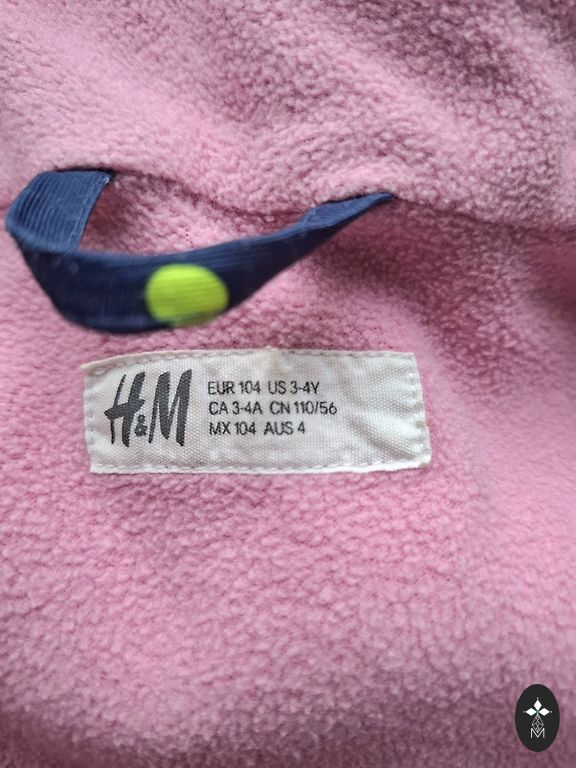 H&M
EUR 104 US 3-4Y
CA 3-4A CN 110/56
MX 104 AUS 4
M